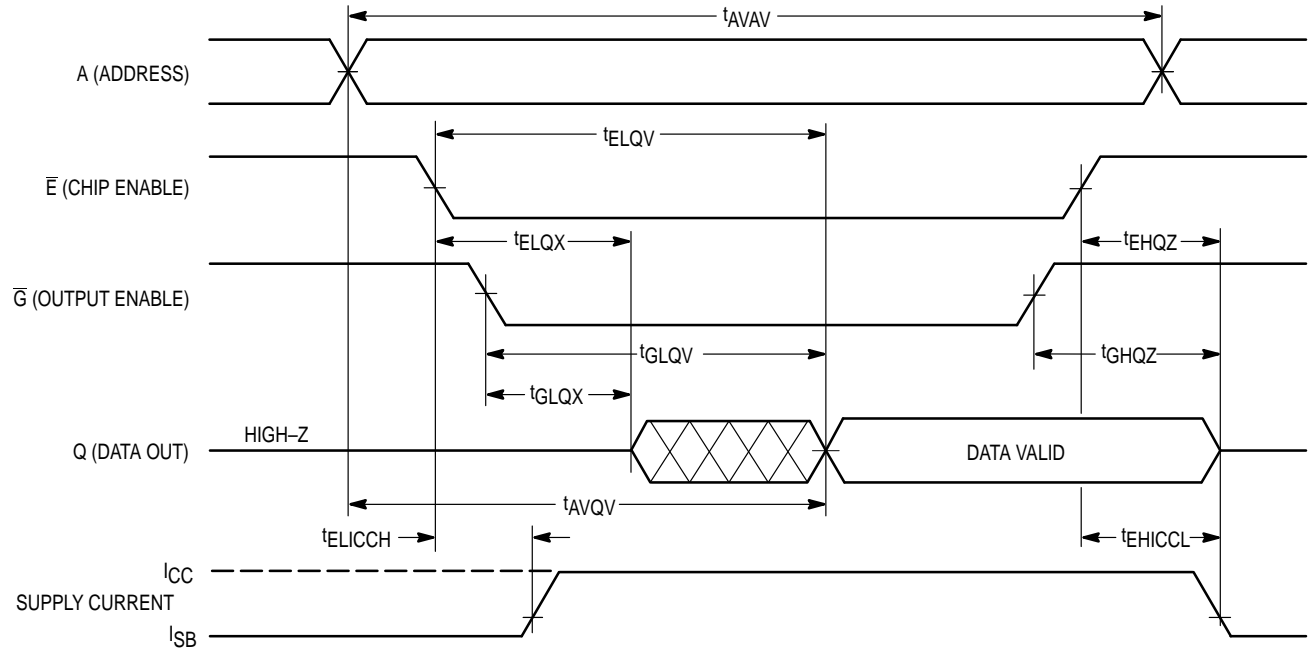 tAVAV
A (ADDRESS)
tELQV
E̅ (CHIP ENABLE)
tELQX
tEHQZ
G̅ (OUTPUT ENABLE)
tGLQV
tGHQZ
tGLQX
HIGH–Z
Q (DATA OUT)
DATA VALID
tAVQV
tELICCH
tEHICCL
ICC
SUPPLY CURRENT
ISB